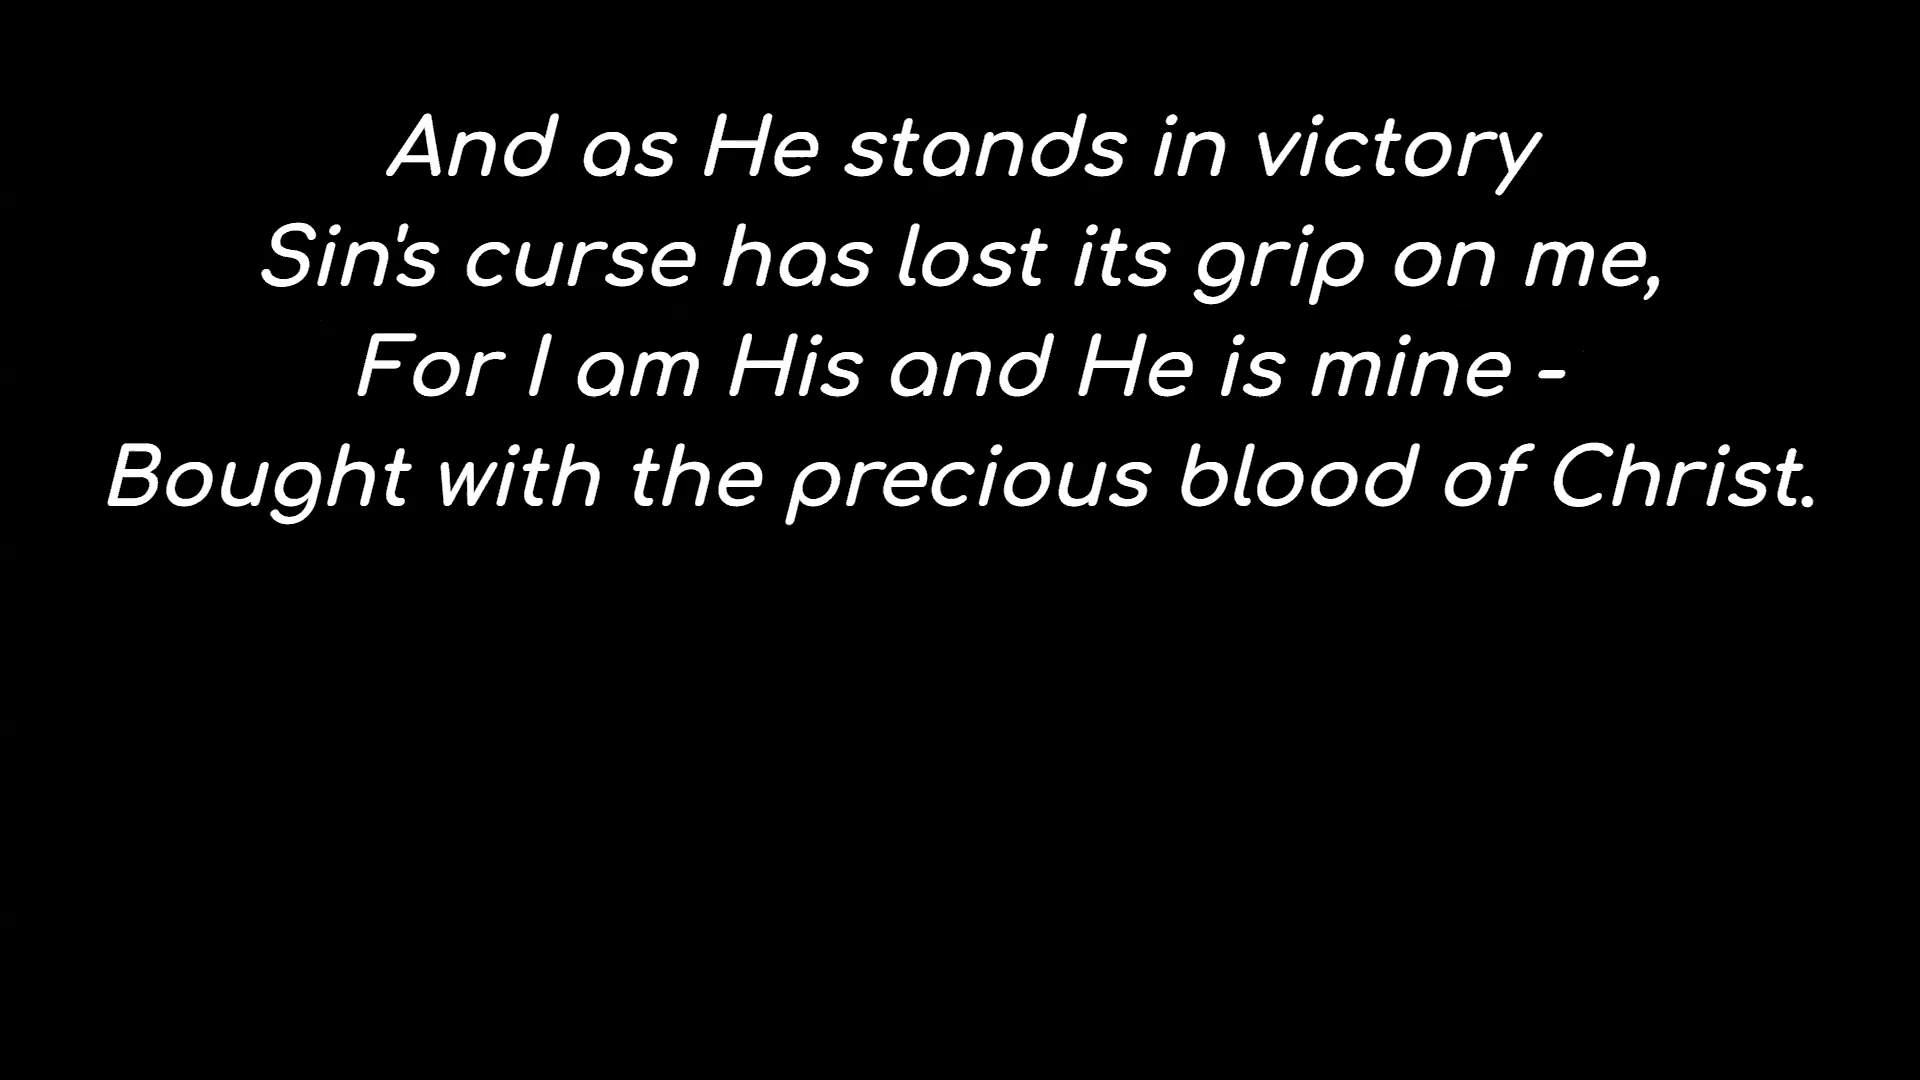 And as He stands in victory
Sin's curse has lost its grip on me,
For I am His and He is mine -
Bought with the precious blood of Christ.